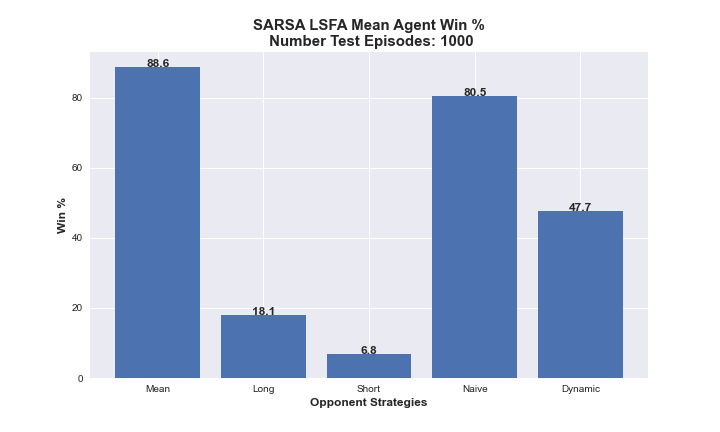 SARSA LSFA Mean Agent Win %
Number Test Episodes: 1000
88.6
18.1
6.8
80.5
47.7
Win %
80
60
40
20
0
Mean
Long
Short
Naive
Dynamic
Opponent Strategies